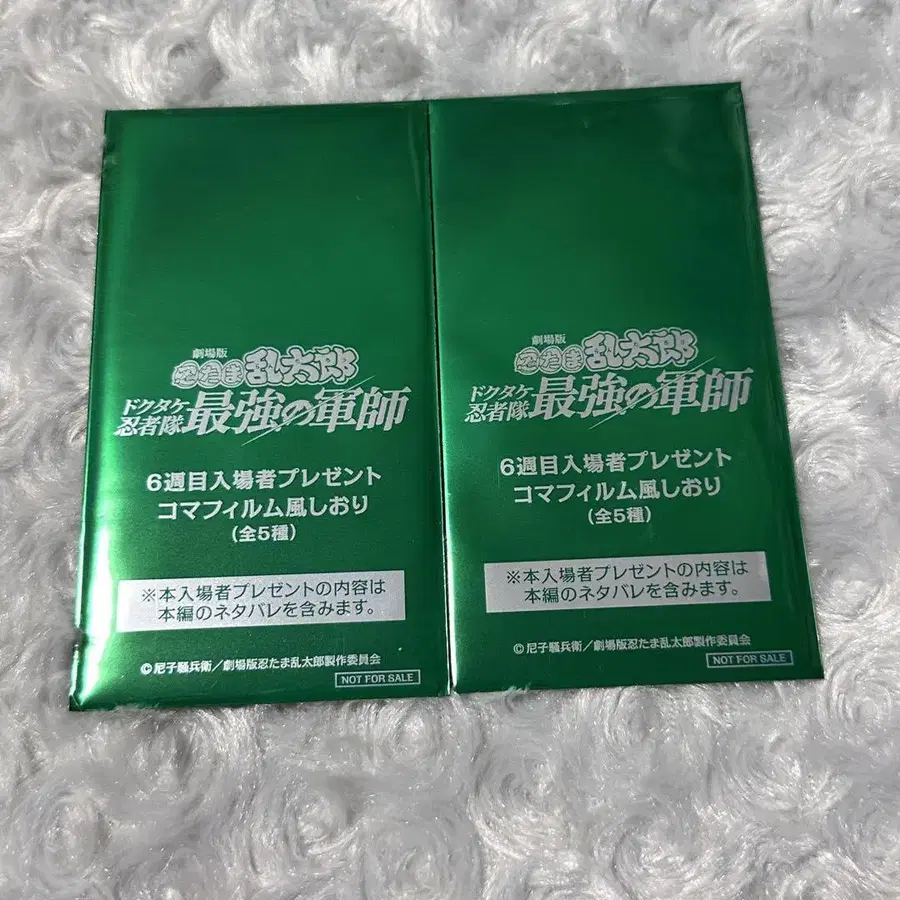 劇場版
忍たま乱太郎
ドクタケ
忍者隊 最強の軍師
6週目入場者プレゼント
コマフィルム風しおり
(全5種)
※本入場者プレゼントの内容は
本編のネタバレを含みます。
©尼子騒兵衛/劇場版忍たま乱太郎製作委員会
NOT FOR SALE
劇場版
忍たま乱太郎
ドクタケ
忍者隊 最強の軍師
6週目入場者プレゼント
コマフィルム風しおり
(全5種)
※本入場者プレゼントの内容は
本編のネタバレを含みます。
©尼子騒兵衛/劇場版忍たま乱太郎製作委員会
NOT FOR SALE